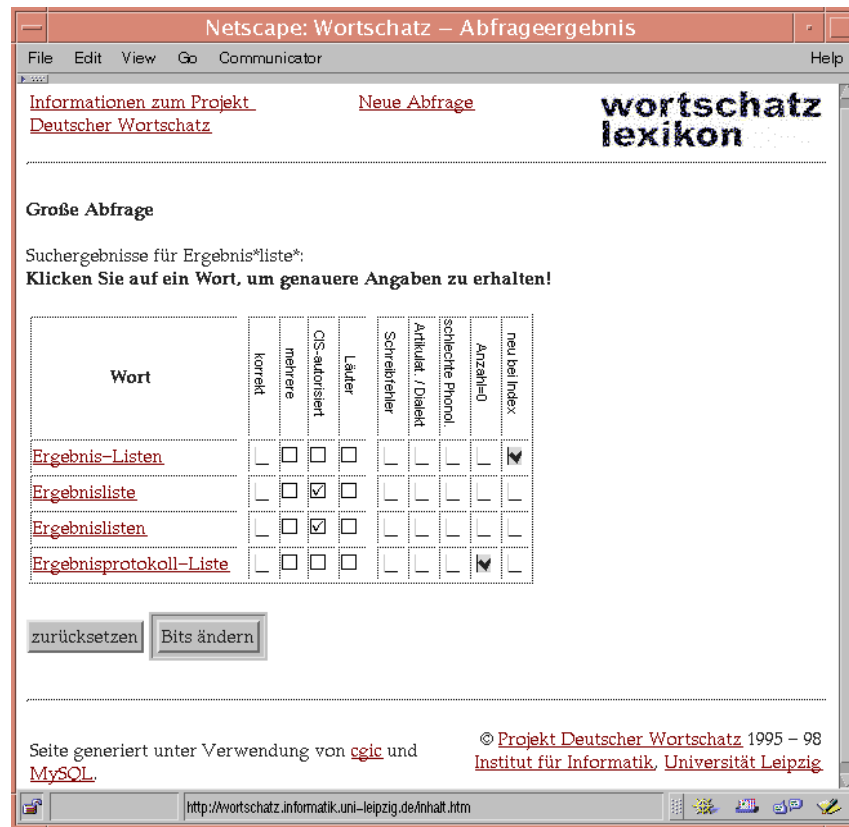 Netscape: Wortschatz – Abfrageergebnis
File Edit View Go Communicator Help
Informationen zum Projekt Neue Abfrage wortschatz
Deutscher Wortschatz lexikon
Große Abfrage
Suchergebnisse für Ergebnis*liste*:
Klicken Sie auf ein Wort, um genauere Angaben zu erhalten!
Wort korrekt mehrere CIS-autorisiert Läuter Schreibfehler Artikulat. / Dialekt schlechte Phonol. Anzahl=0 neu bei Index
Ergebnis-Listen
Ergebnisliste
Ergebnislisten
Ergebnisprotokoll-Liste
zurücksetzen Bits ändern
Seite generiert unter Verwendung von cgic und
MySQL.
© Projekt Deutscher Wortschatz 1995 – 98
Institut für Informatik, Universität Leipzig
http://wortschatz.informatik.uni-leipzig.de/inhalt.htm